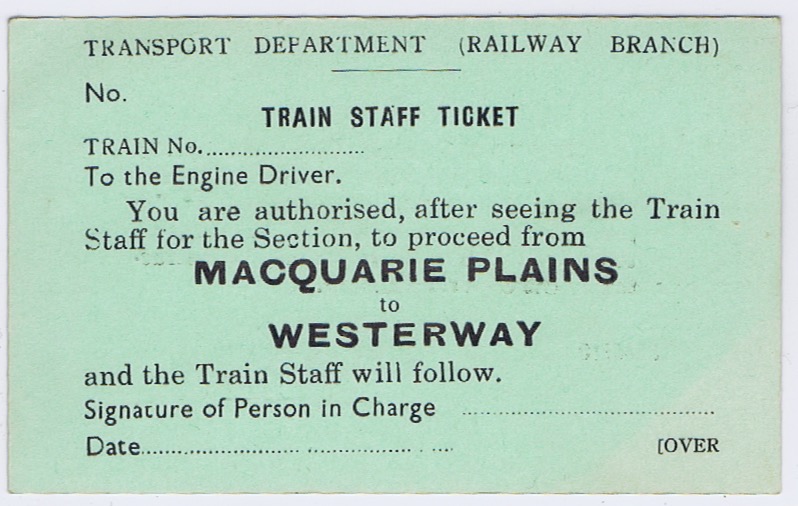 TRANSPORT DEPARTMENT (RAILWAY BRANCH)
No.
TRAIN STAFF TICKET
TRAIN No.........................
To the Engine Driver.
You are authorised, after seeing the Train
Staff for the Section, to proceed from
MACQUARIE PLAINS
to
WESTERWAY
and the Train Staff will follow.
Signature of Person in Charge ........................................
Date................................................
[OVER